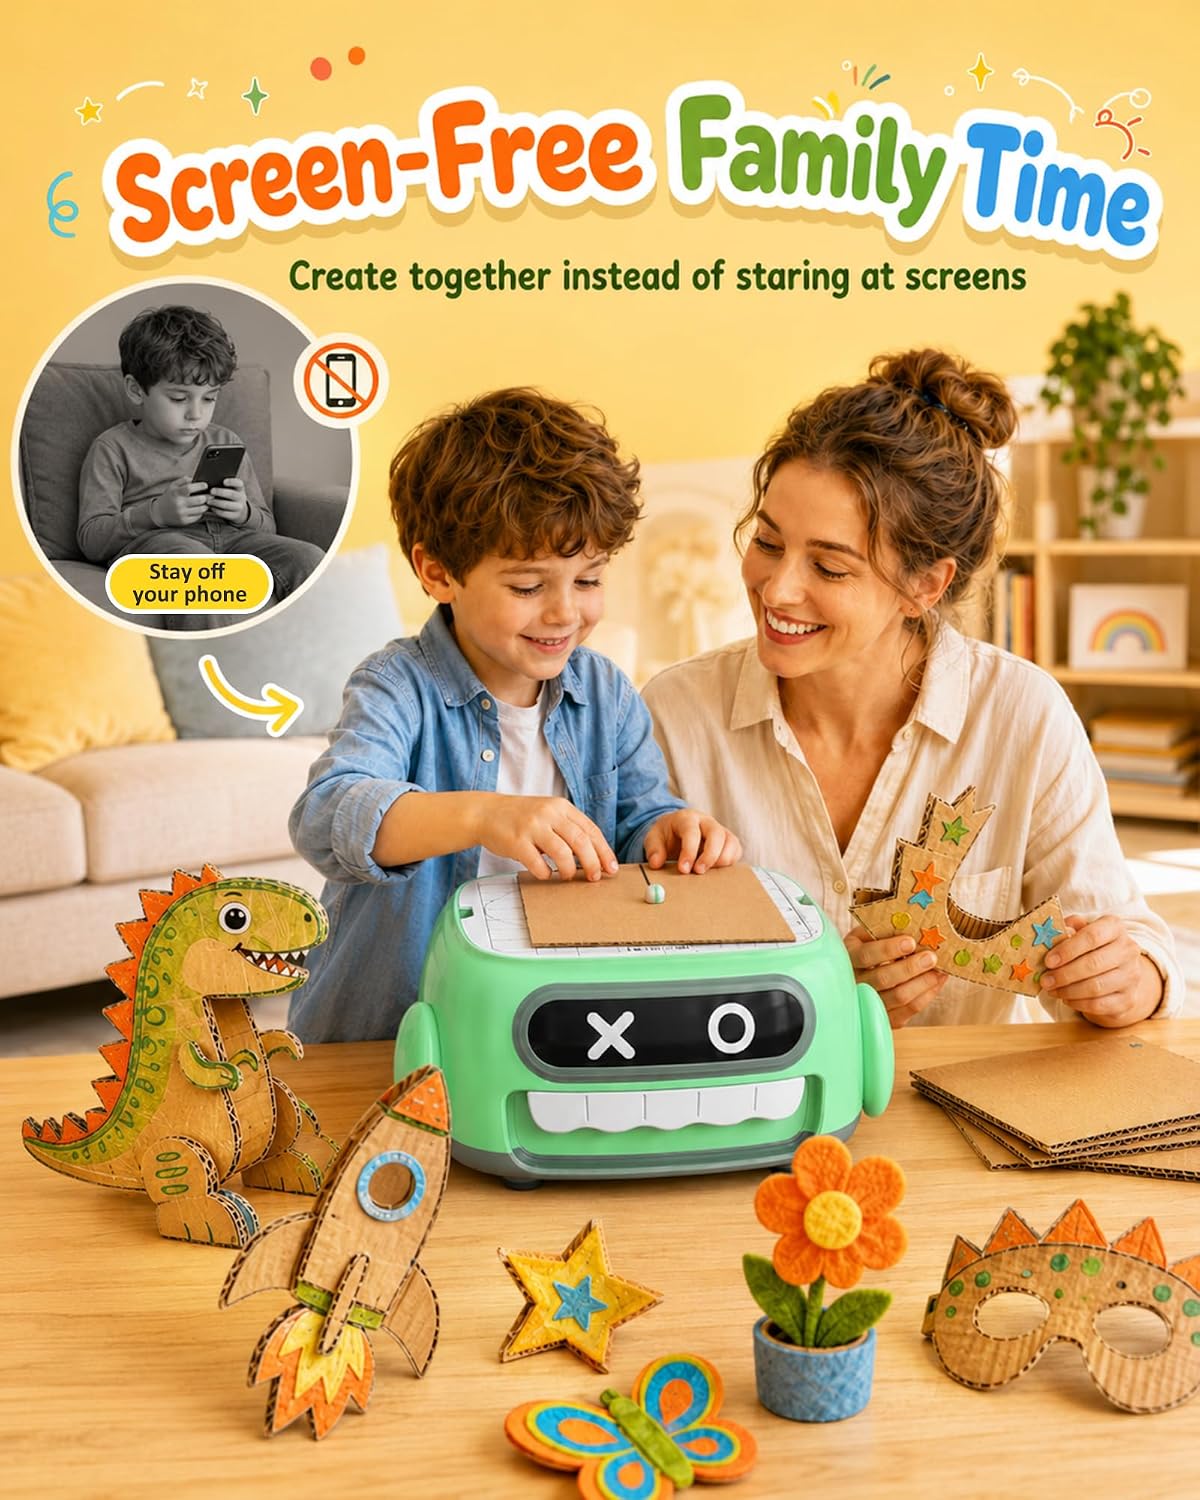 Screen-Free Family Time
Create together instead of staring at screens
Stay off
your phone
X O